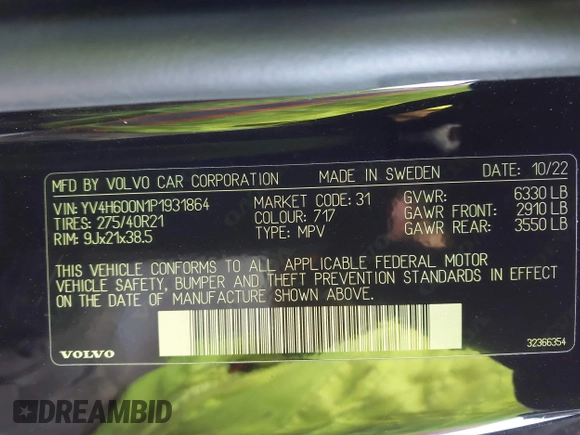 MFD BY VOLVO CAR CORPORATION MADE IN SWEDEN 10/22
VIN: YV4H600N1P1931864 MARKET CODE: 31 GVWR: 6330 LB
TIRES: 275/40R21 COLOUR: 717 GAWR FRONT: 2910 LB
RIM: 9Jx21x38.5 TYPE: MPV GAWR REAR: 3550 LB
THIS VEHICLE CONFORMS TO ALL APPLICABLE FEDERAL MOTOR
VEHICLE SAFETY, BUMPER AND THEFT PREVENTION STANDARDS IN EFFECT
ON THE DATE OF MANUFACTURE SHOWN ABOVE.
VOLVO 32366354
DREAMBID